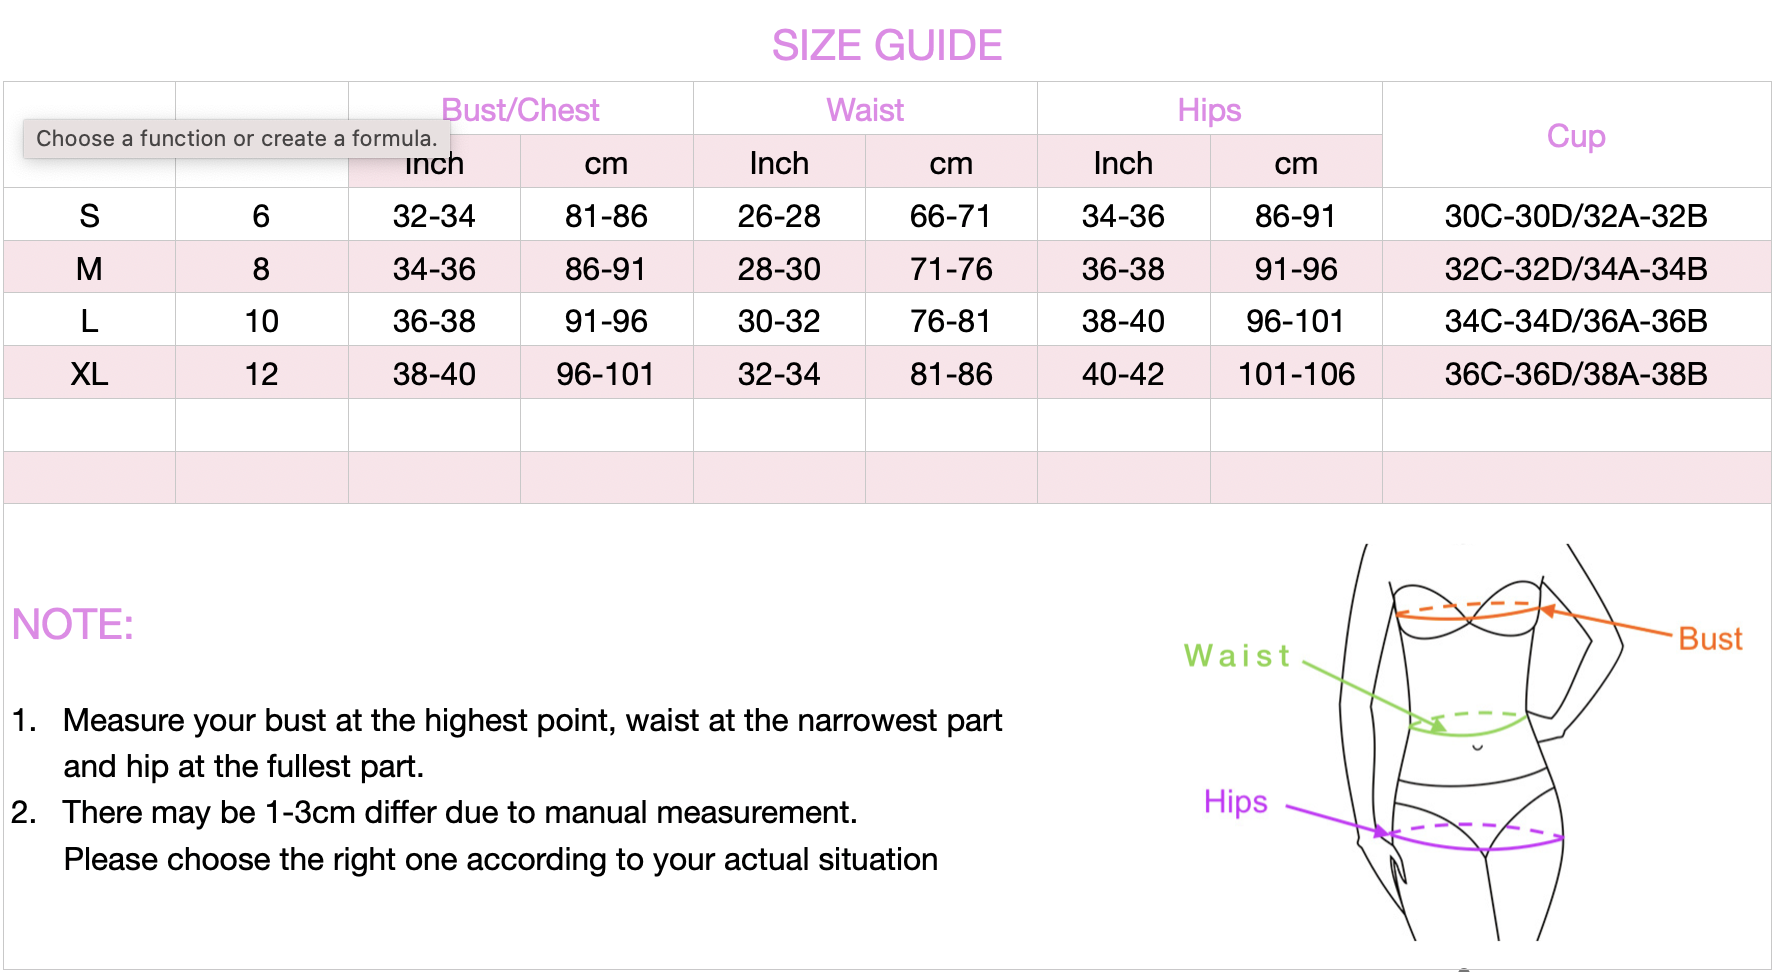 SIZE GUIDE
Bust/Chest Waist Hips Cup
Choose a function or create a formula.
Inch cm Inch cm Inch cm
S 6 32-34 81-86 26-28 66-71 34-36 86-91 30C-30D/32A-32B
M 8 34-36 86-91 28-30 71-76 36-38 91-96 32C-32D/34A-34B
L 10 36-38 91-96 30-32 76-81 38-40 96-101 34C-34D/36A-36B
XL 12 38-40 96-101 32-34 81-86 40-42 101-106 36C-36D/38A-38B
NOTE:
1. Measure your bust at the highest point, waist at the narrowest part
and hip at the fullest part.
2. There may be 1-3cm differ due to manual measurement.
Please choose the right one according to your actual situation
Bust
Waist
Hips